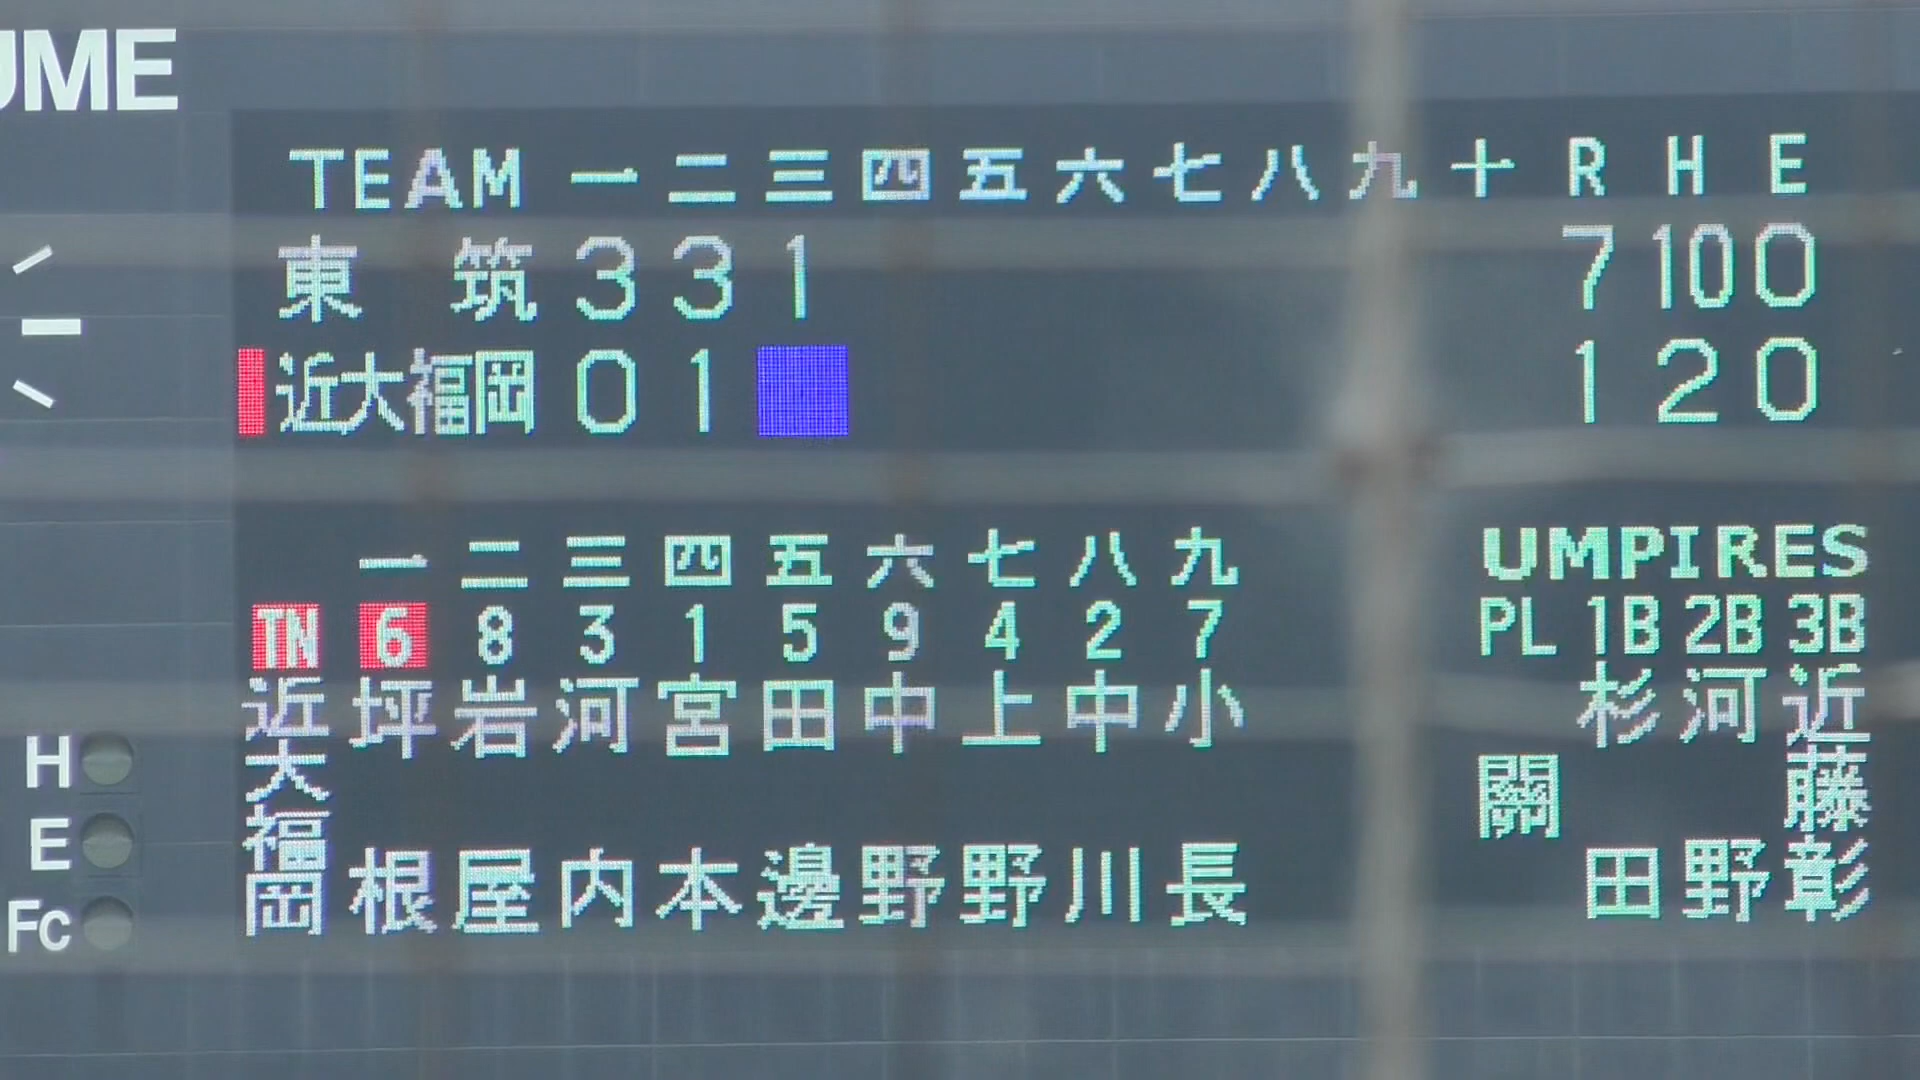 UME
TEAM 一 二 三 四 五 六 七 八 九 十 R H E
東筑 3 3 1 7 10 0
近大福岡 0 1 1 2 0
一 二 三 四 五 六 七 八 九
TN 6 8 3 1 5 9 4 2 7
近大福岡 坪根 岩屋 河内 宮本 田邊 中野 上野 中川 小長
UMPIRES
PL 1B 2B 3B
關 杉田 河野 近藤彰
H
E
Fc